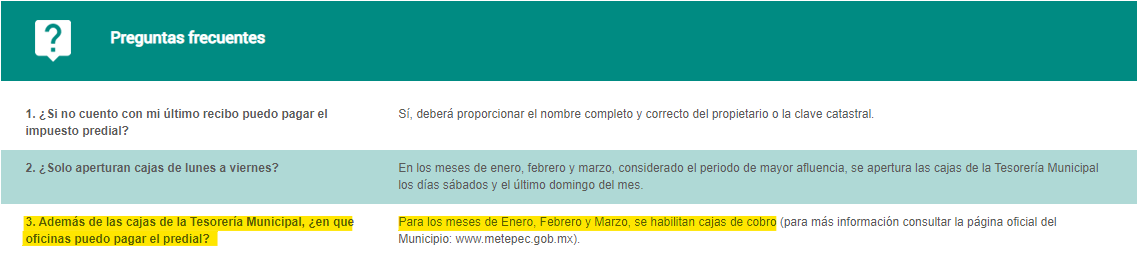 Preguntas frecuentes
1. ¿Si no cuento con mi último recibo puedo pagar el
impuesto predial?
Sí, deberá proporcionar el nombre completo y correcto del propietario o la clave catastral.
2. ¿Solo aperturan cajas de lunes a viernes?
En los meses de enero, febrero y marzo, considerado el periodo de mayor afluencia, se apertura las cajas de la Tesorería Municipal
los días sábados y el último domingo del mes.
3. Además de las cajas de la Tesorería Municipal, ¿en que
oficinas puedo pagar el predial?
Para los meses de Enero, Febrero y Marzo, se habilitan cajas de cobro (para más información consultar la página oficial del
Municipio: www.metepec.gob.mx).